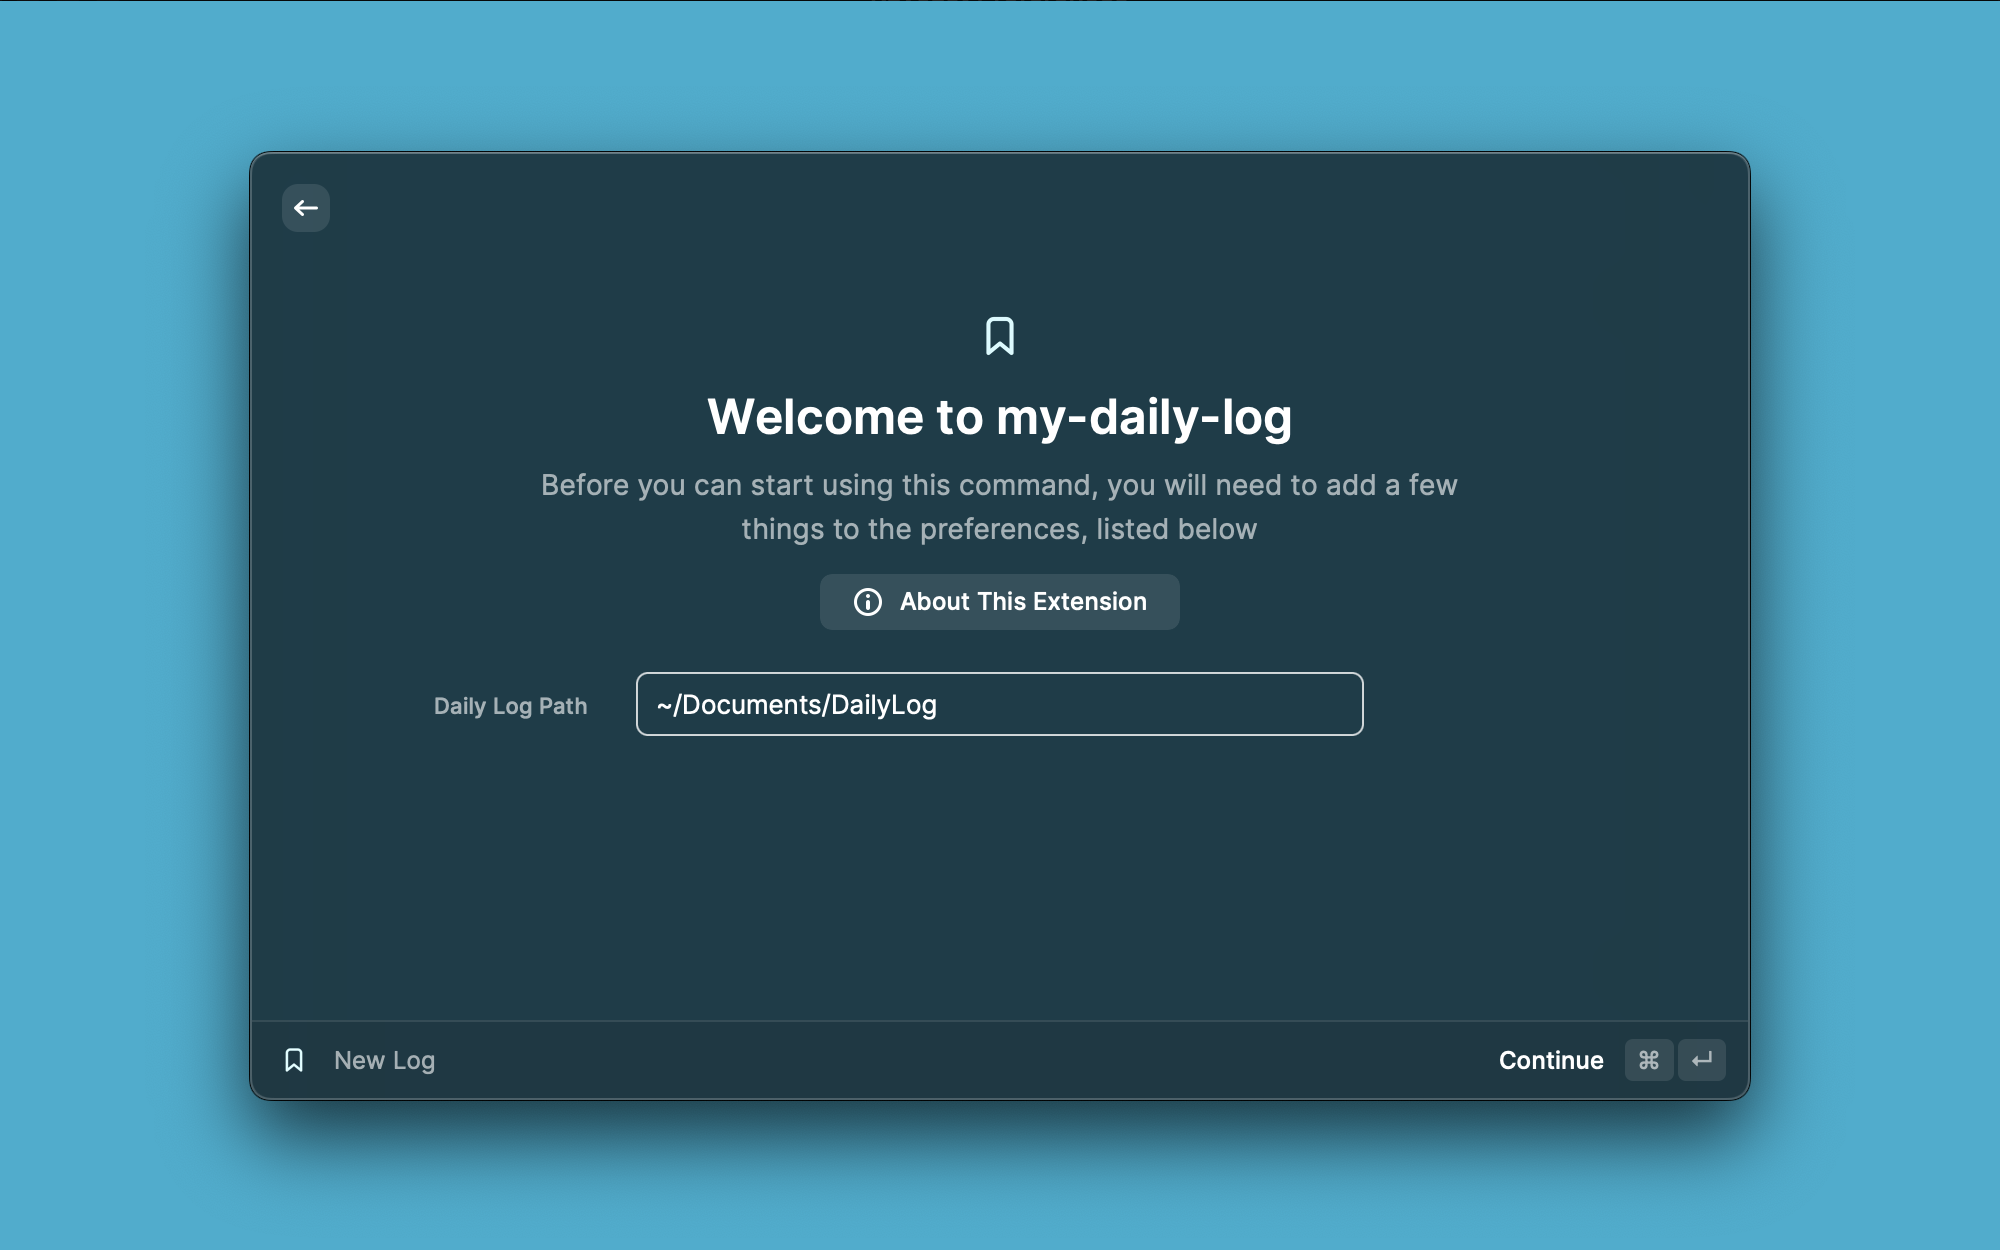 Welcome to my-daily-log
Before you can start using this command, you will need to add a few
things to the preferences, listed below
About This Extension
Daily Log Path
~/Documents/DailyLog
New Log
Continue ⌘ ↵